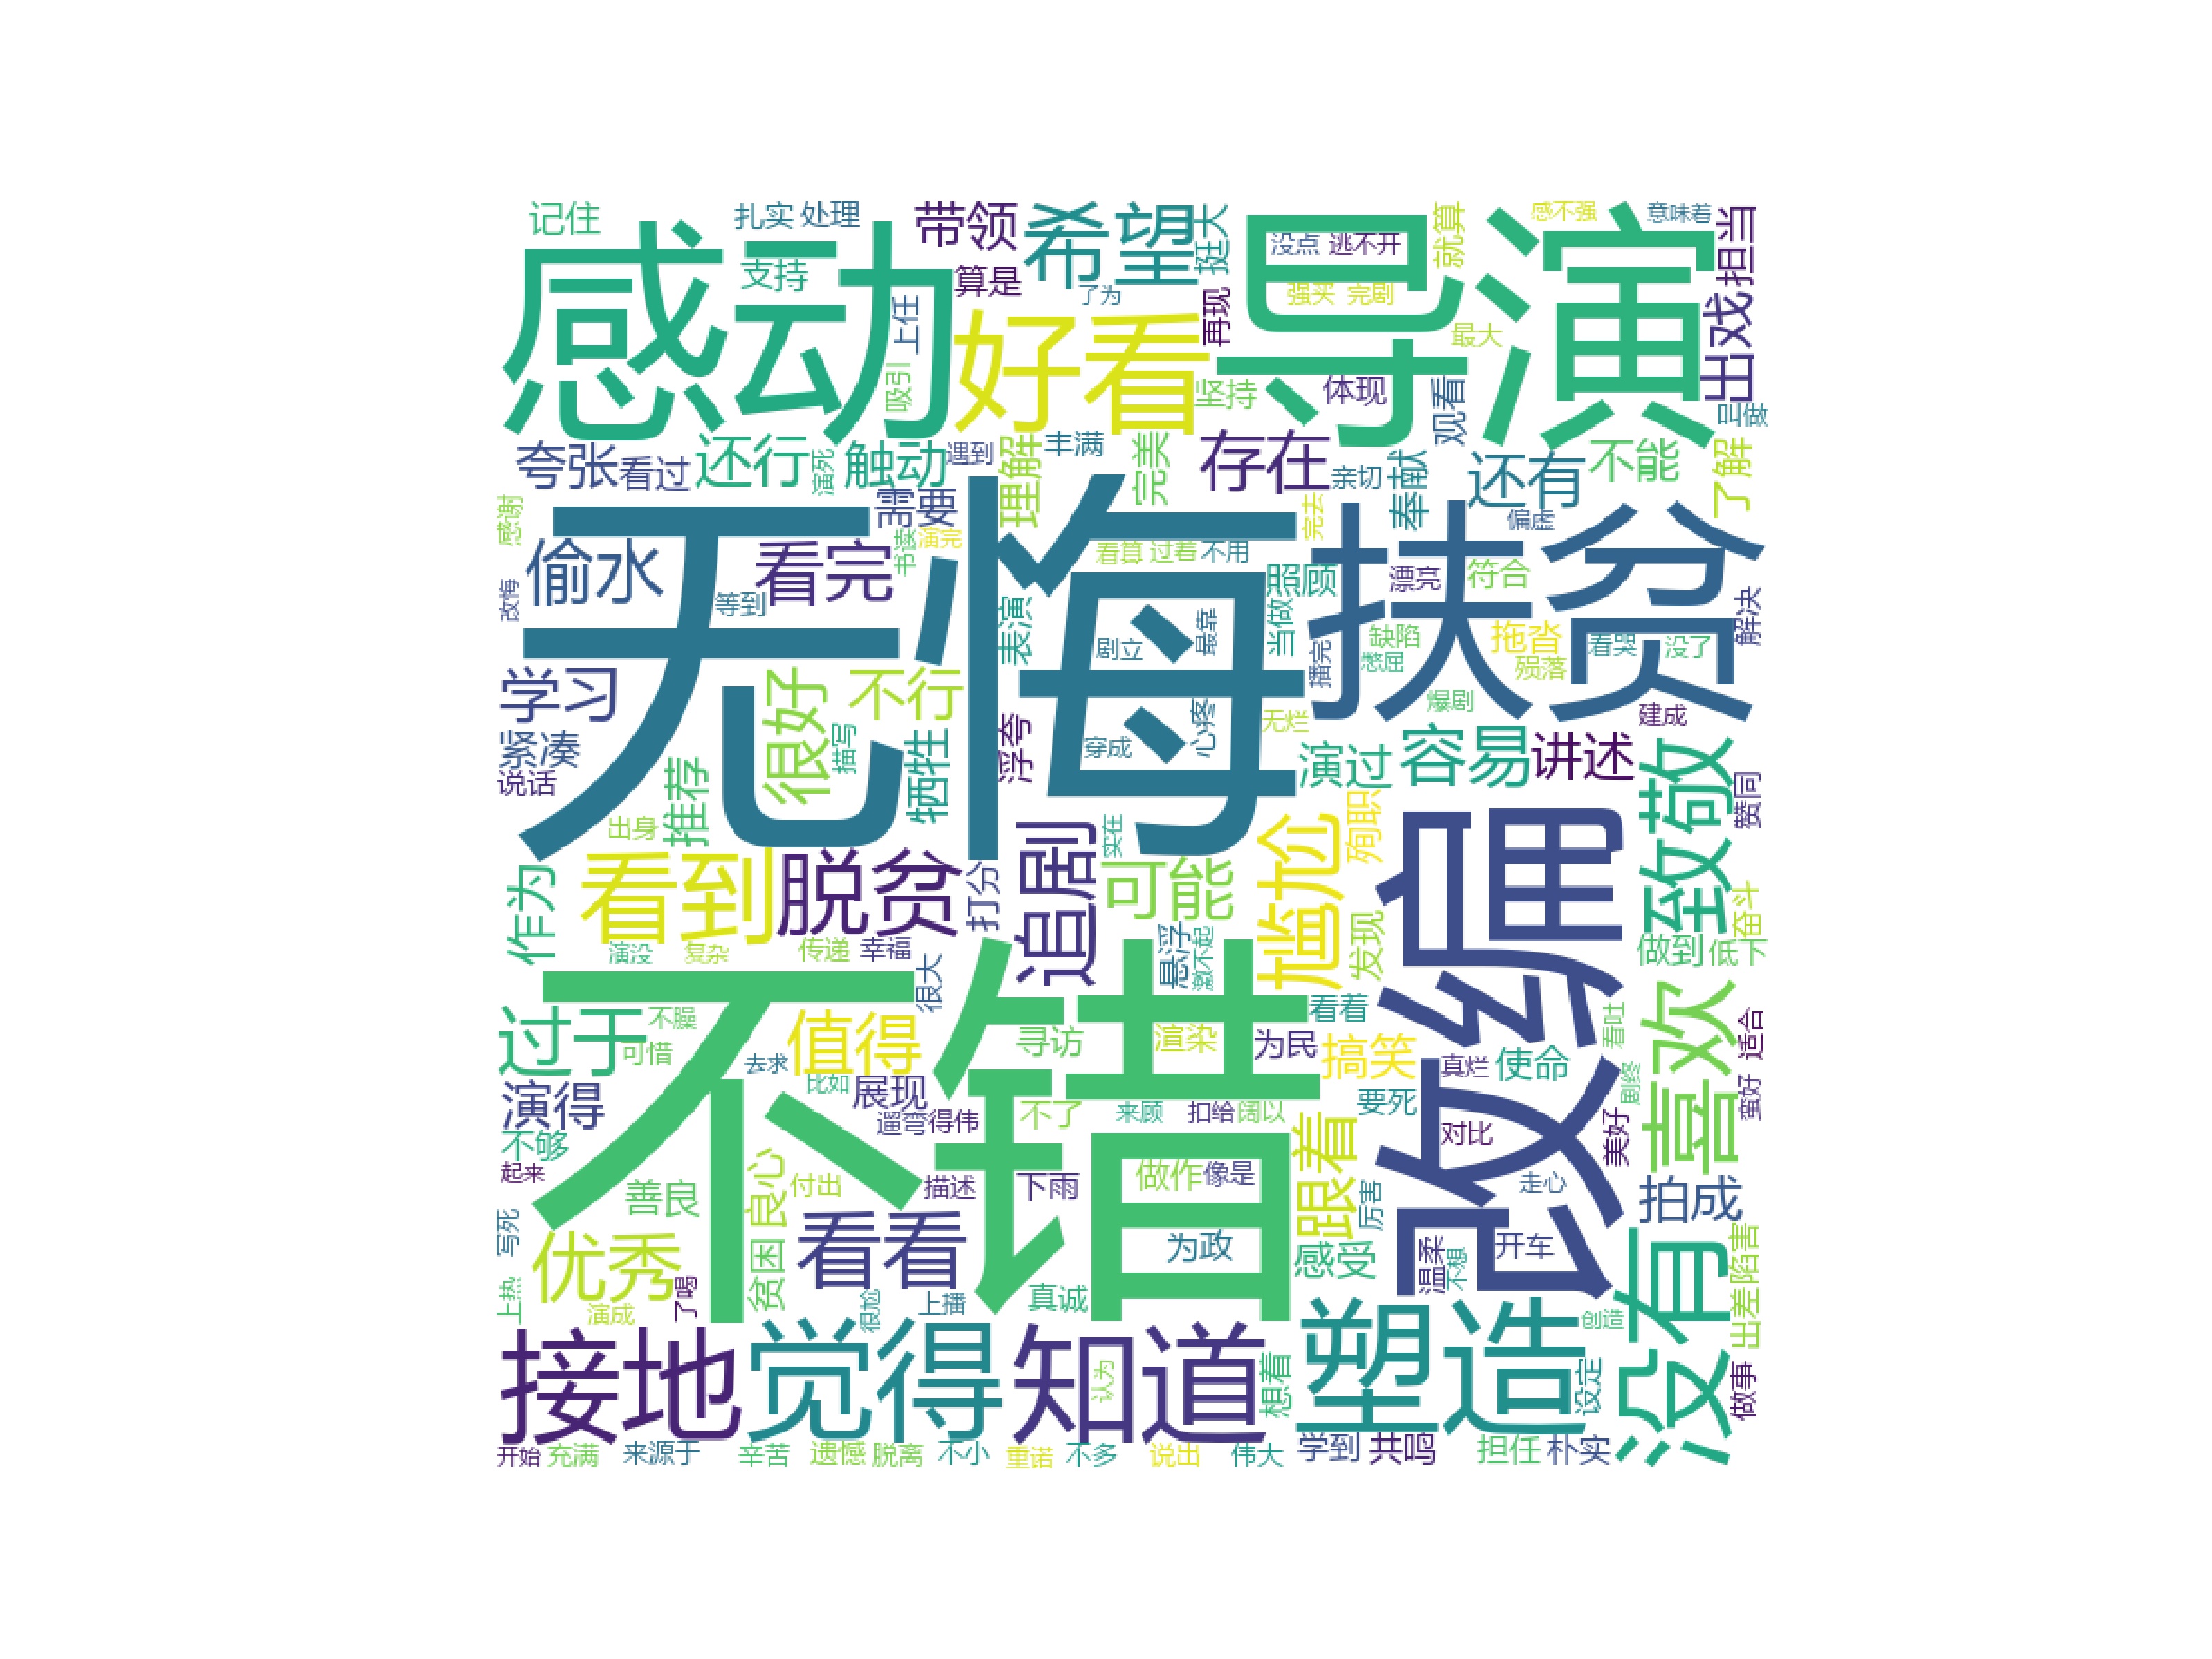 记住
扎实
处理
带领
希望
挺大
导演
没点
逃不开
就算
感不强
意味着
担当
感动
支持
算是
上任
了为
好看
再现
强买
完剧
最大
出戏
吸引
坚持
体现
观看
叫做
夸张
看过
还行
演死
触动
遇到
理解
丰满
完美
存在
亲切
奉献
还有
不能
了解
感谢
需要
无悔
完去
扶贫
偏虚
偷水
看完
书读
演完
看算
过着
不用
照顾
漂亮
符合
改悔
等到
表演
剧立
最靠
当做
缺陷
拖沓
看哭
没了
解决
憋屈
殒落
学习
很好
不行
播完
爆剧
建成
紧凑
描写
牺牲
浮夸
穿成
心疼
无烂
演过
容易
讲述
致敬
说话
推荐
赞同
出身
看到
脱贫
打分
追剧
实在
可能
尴尬
殉职
改编
作为
奋斗
演没
复杂
传递
幸福
很大
悬浮
激不起
发现
做到
低下
不错
过于
不臊
可惜
值得
寻访
渲染
为民
看着
搞笑
真烂
使命
看吐
喜欢
适合
去求
比如
展现
剧终
蛮好
演得
遛弯
得伟
不了
来顾
扣给
阔以
要死
对比
美好
不够
起来
善良
良心
付出
描述
下雨
做作
像是
跟着
厉害
走心
拍成
写死
优秀
贫困
看看
为政
感受
温柔
不想
开车
没有
出差
陷害
上热
演成
了喝
很尬
上播
真诚
塑造
创造
接地
觉得
知道
认为
想着
设定
做事
开始
充满
来源于
辛苦
遗憾
脱离
不小
重诺
不多
说出
伟大
学到
共鸣
担任
朴实